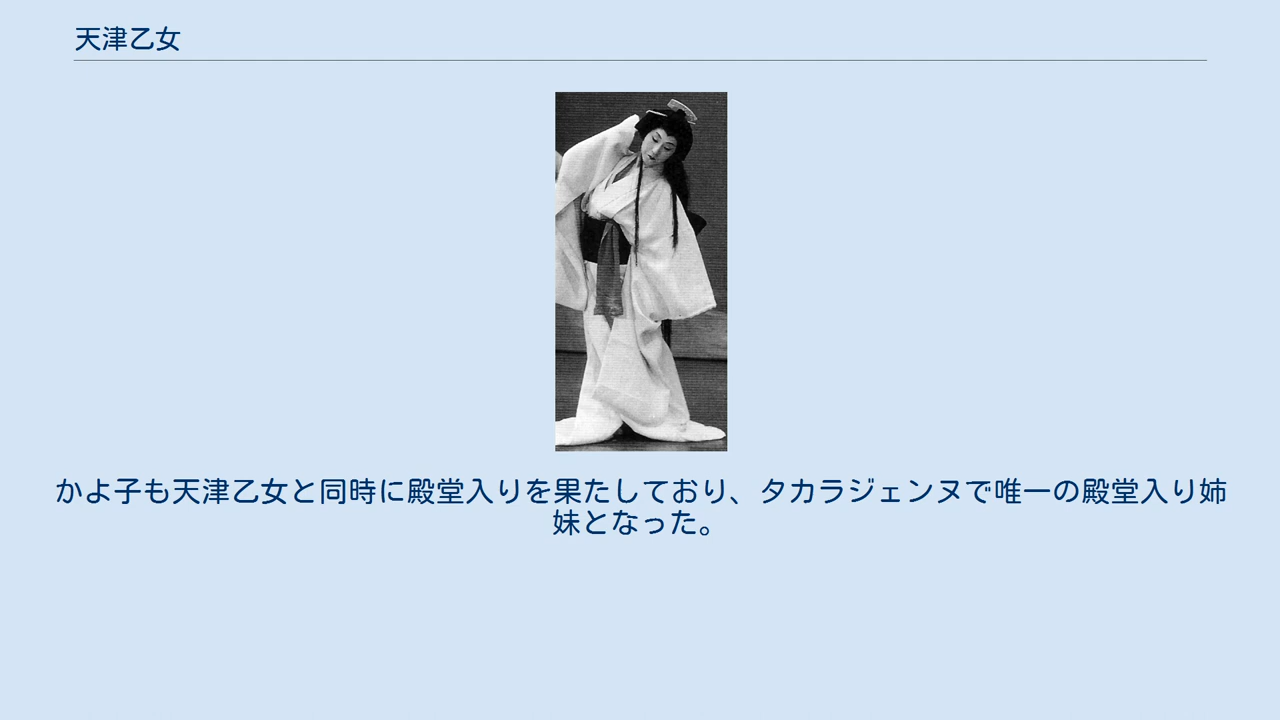 天津乙女
かよ子も天津乙女と同時に殿堂入りを果たしており、タカラジェンヌで唯一の殿堂入り姉
妹となった。